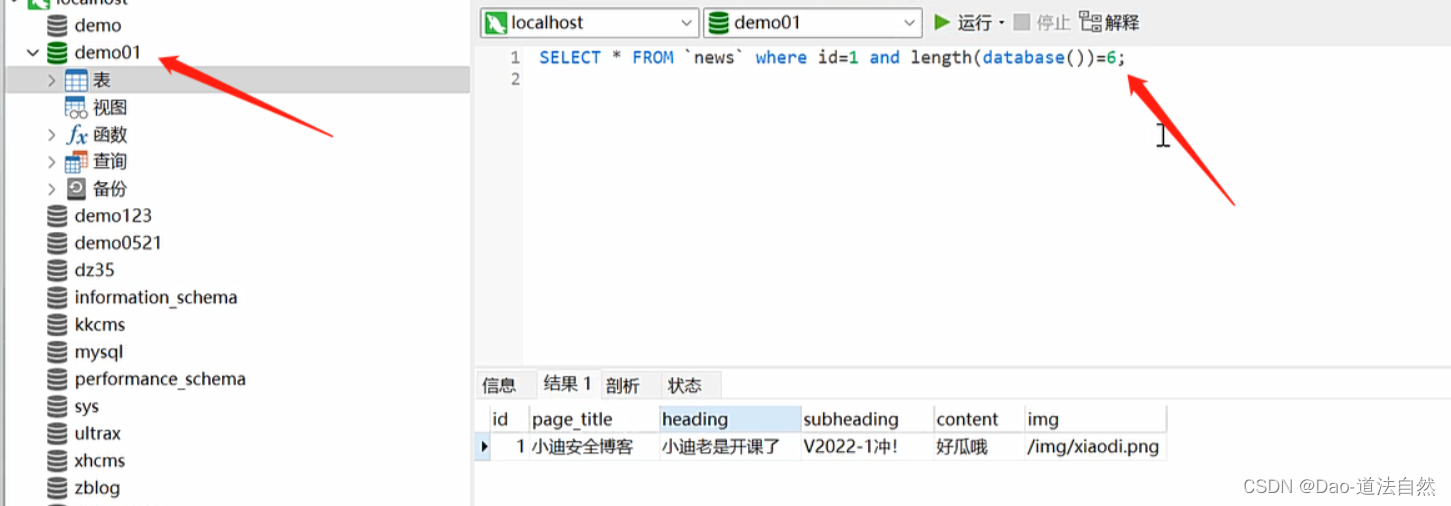 localhost
demo
demo01
表
视图
函数
查询
备份
demo123
demo0521
dz35
information_schema
kkcms
mysql
performance_schema
sys
ultrax
xhcms
zblog
localhost demo01 运行 停止 解释
1 SELECT * FROM `news` where id=1 and length(database())=6;
2
信息 结果 1 剖析 状态
id page_title heading subheading content img
1 小迪安全博客 小迪老是开课了 V2022-1冲! 好瓜哦 /img/xiaodi.png
CSDN @Dao-道法自然